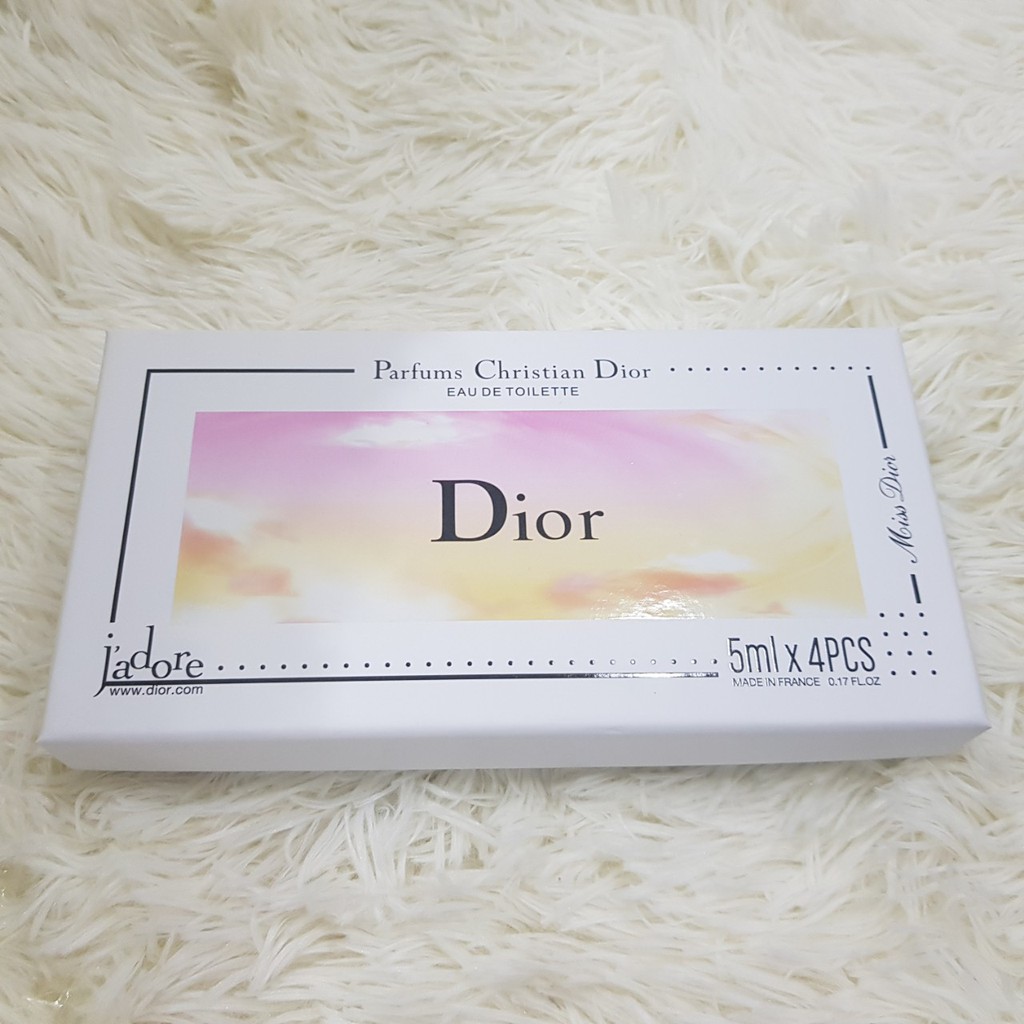 Parfums Christian Dior
EAU DE TOILETTE
Dior
Miss Dior
j'adore
www.dior.com
5ml x 4PCS
MADE IN FRANCE 0.17 FL.OZ